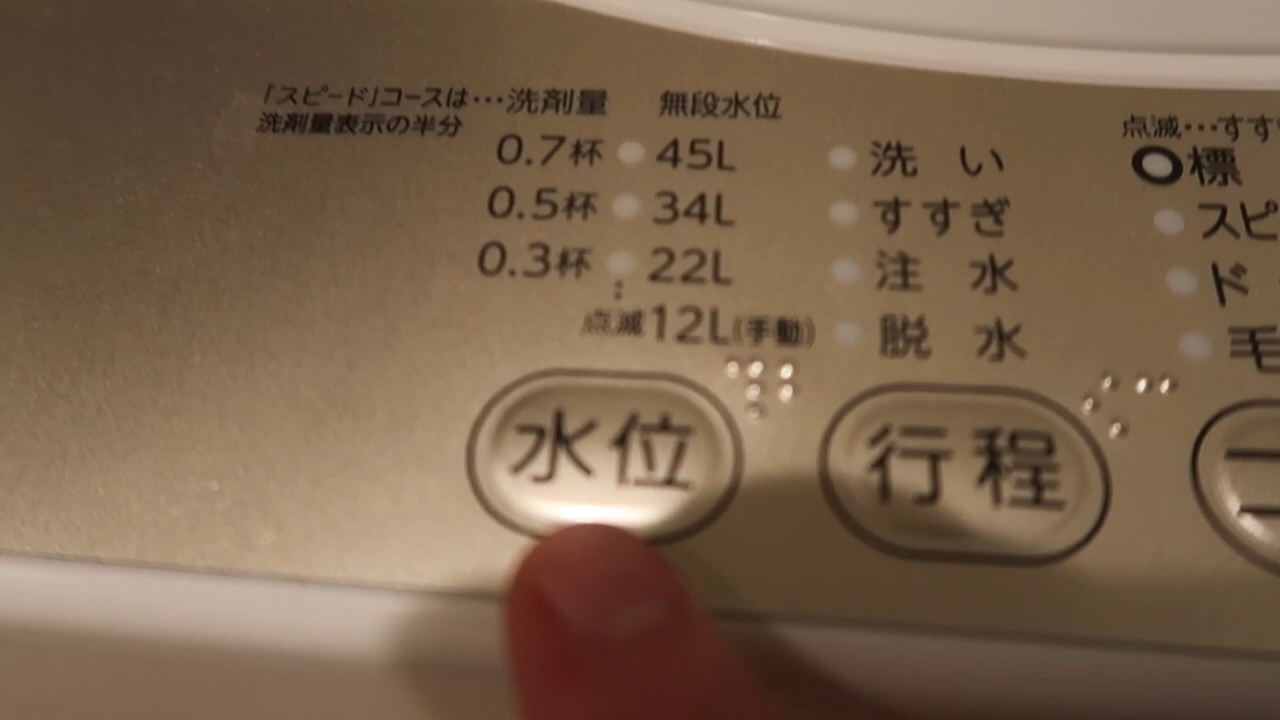 「スピード」コースは…洗剤量 無段水位
洗剤量表示の半分
0.7杯 45L
0.5杯 34L
0.3杯 22L
点滅12L(手動)
水位
洗い
すすぎ
注水
脱水
行程
点滅…すす
標
スピ
ド
毛